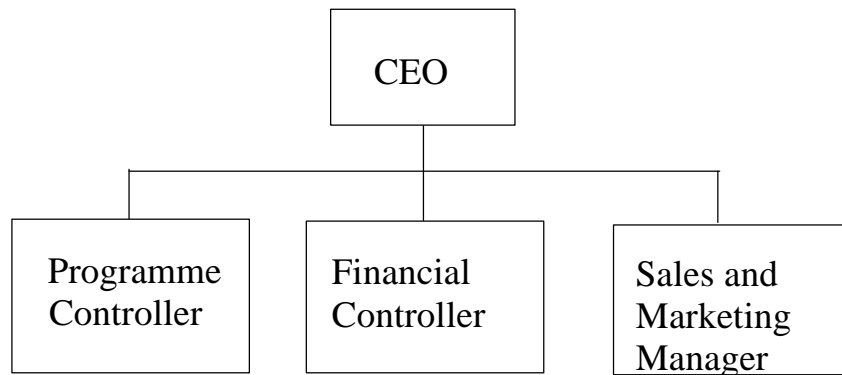 CEO
Programme
Controller
Financial
Controller
Sales and
Marketing
Manager